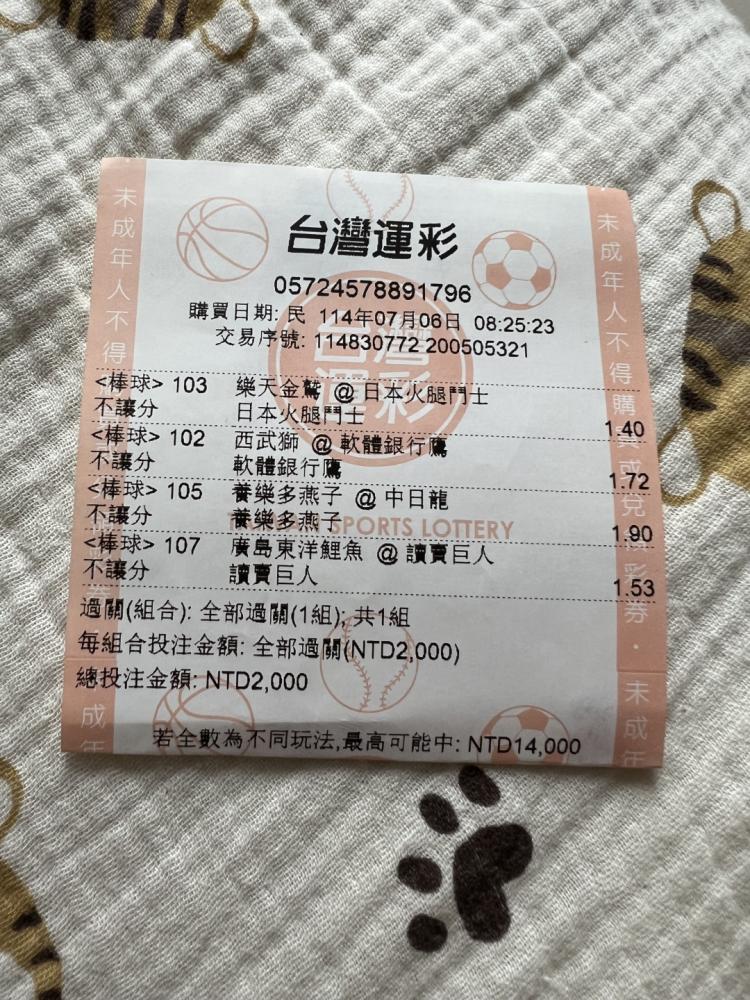 台灣運彩
05724578891796
購買日期: 民 114年07月06日 08:25:23
交易序號: 114830772 200505321
<棒球> 103 樂天金鷲 @ 日本火腿鬥士
不讓分 日本火腿鬥士 1.40
<棒球> 102 西武獅 @ 軟體銀行鷹
不讓分 軟體銀行鷹 1.72
<棒球> 105 養樂多燕子 @ 中日龍
不讓分 養樂多燕子 1.90
<棒球> 107 廣島東洋鯉魚 @ 讀賣巨人
不讓分 讀賣巨人 1.53
過關(組合): 全部過關(1組); 共1組
每組合投注金額: 全部過關(NTD2,000)
總投注金額: NTD2,000
若全數為不同玩法,最高可能中: NTD14,000
台灣運彩
SPORTS LOTTERY
未成年人不得
成年
未成年人不得購
券.未成年